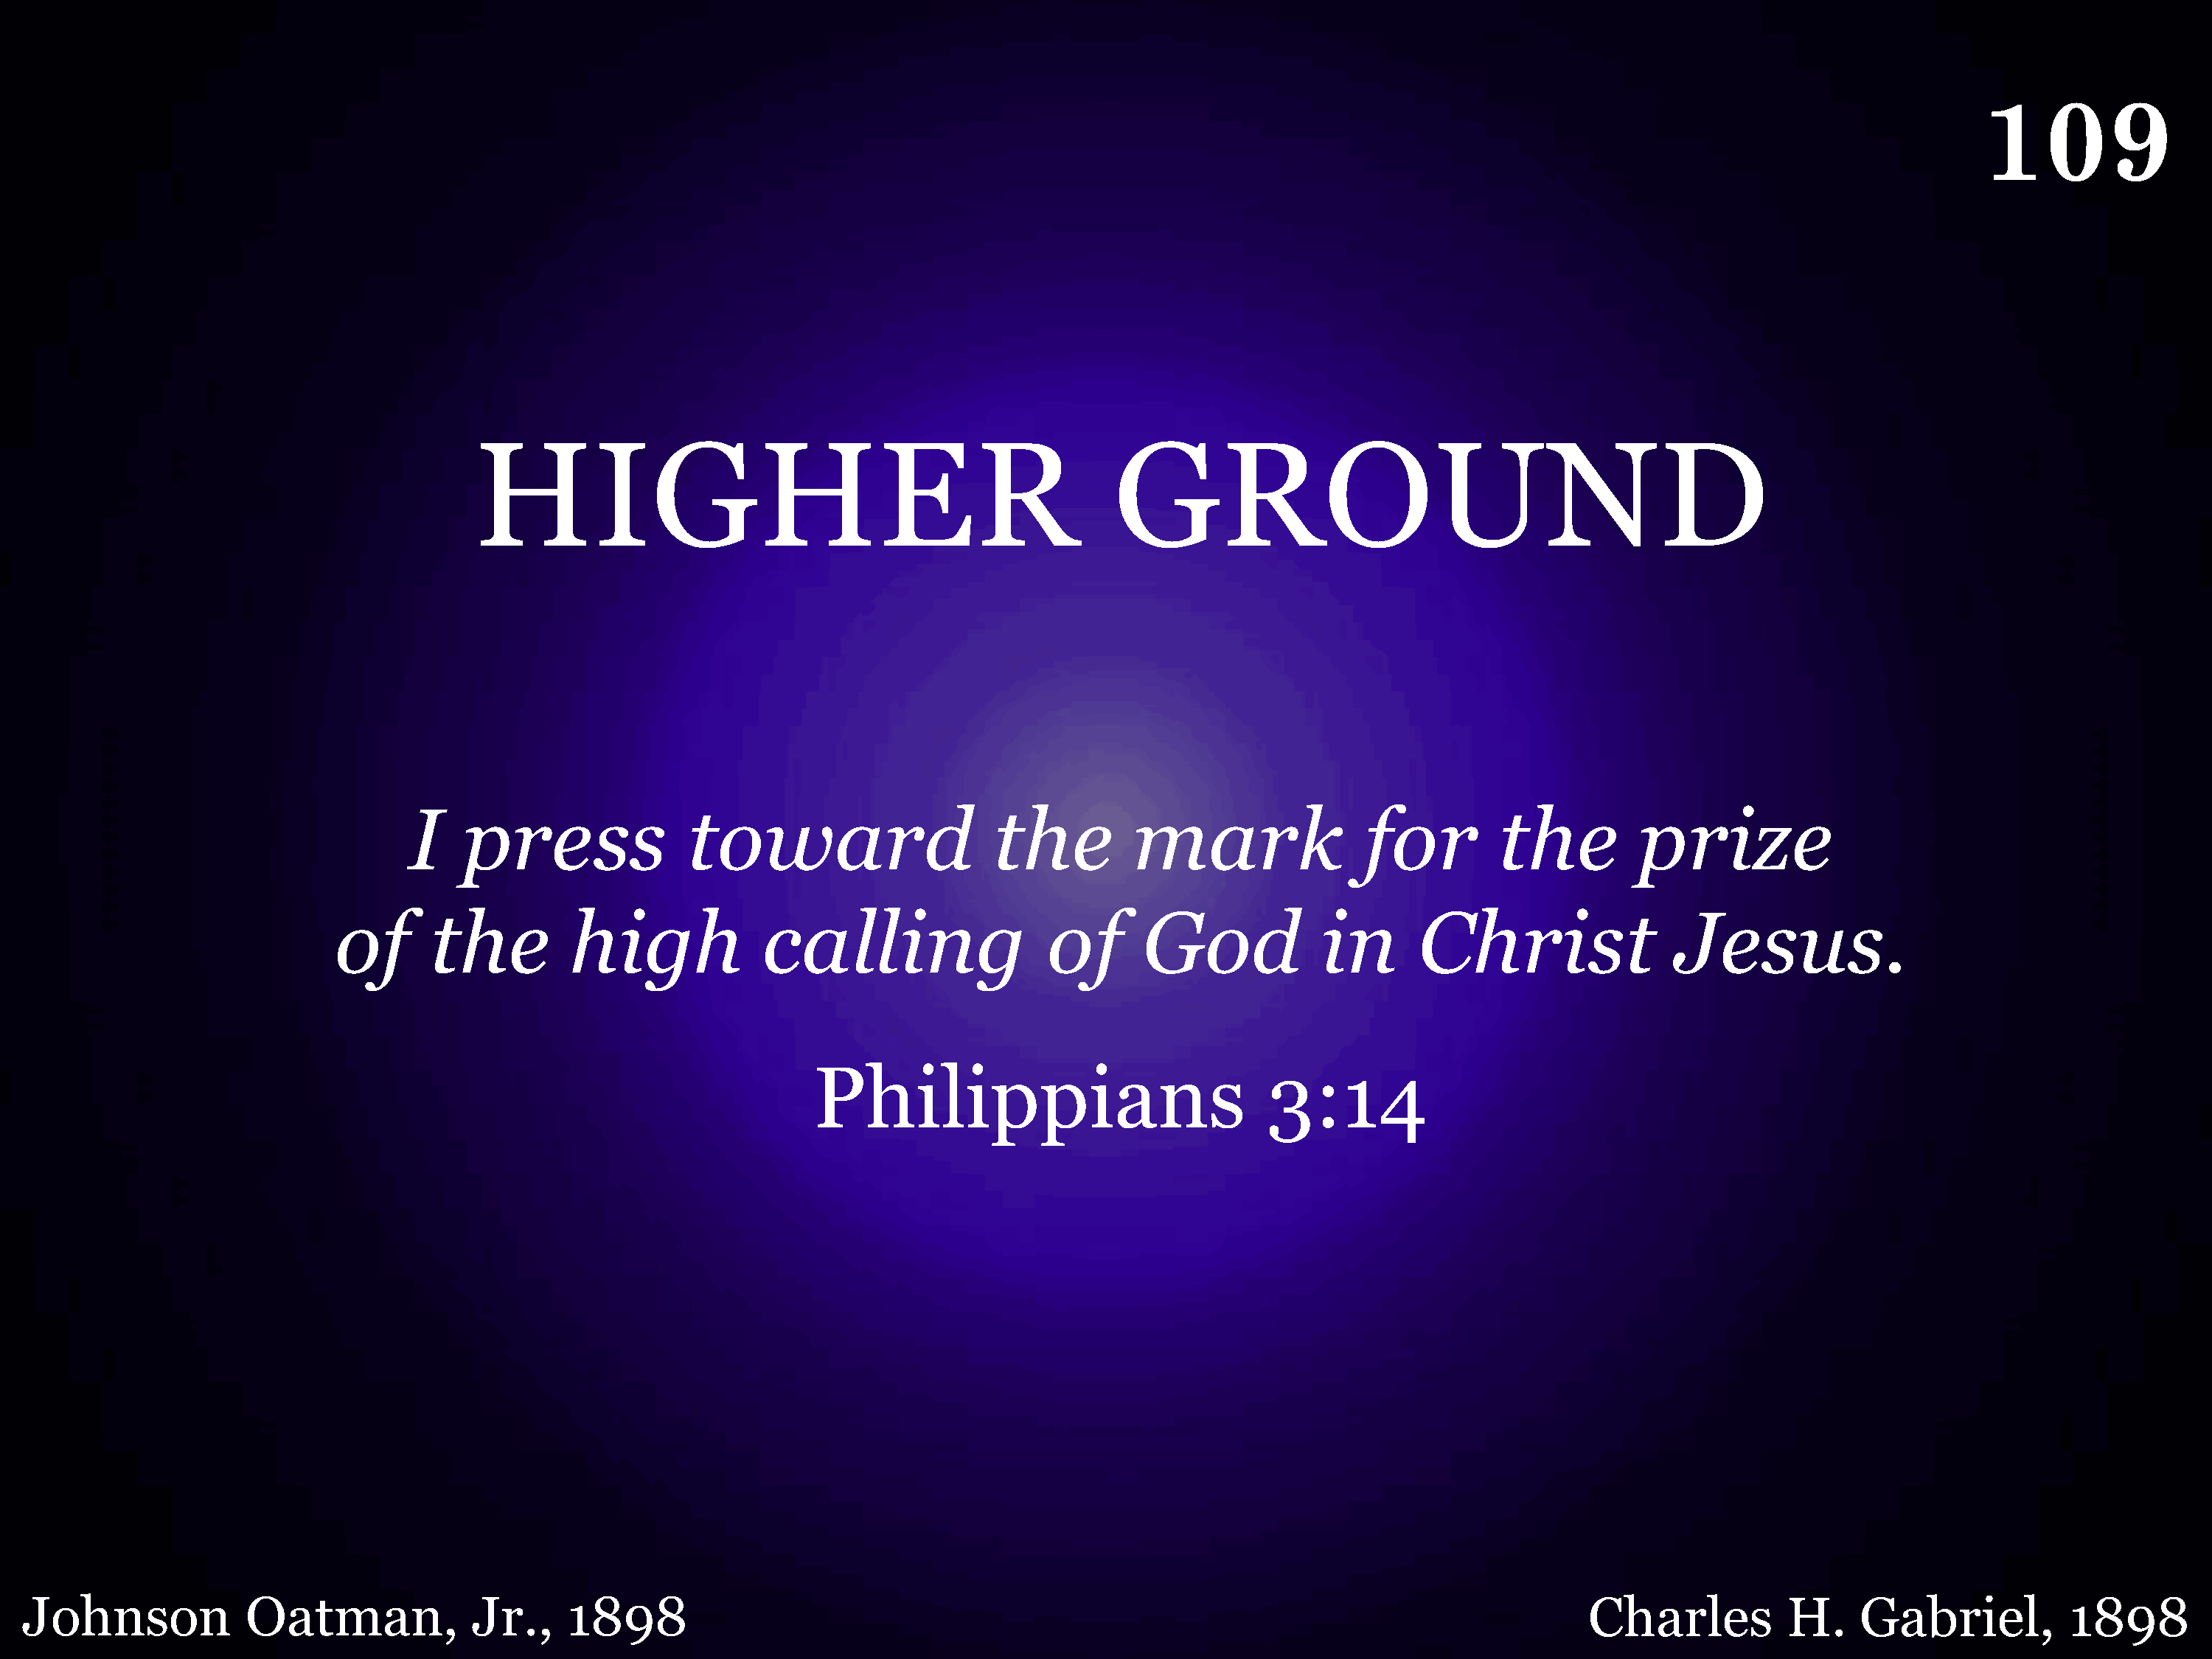 109
HIGHER GROUND
I press toward the mark for the prize
of the high calling of God in Christ Jesus.
Philippians 3:14
Johnson Oatman, Jr., 1898
Charles H. Gabriel, 1898